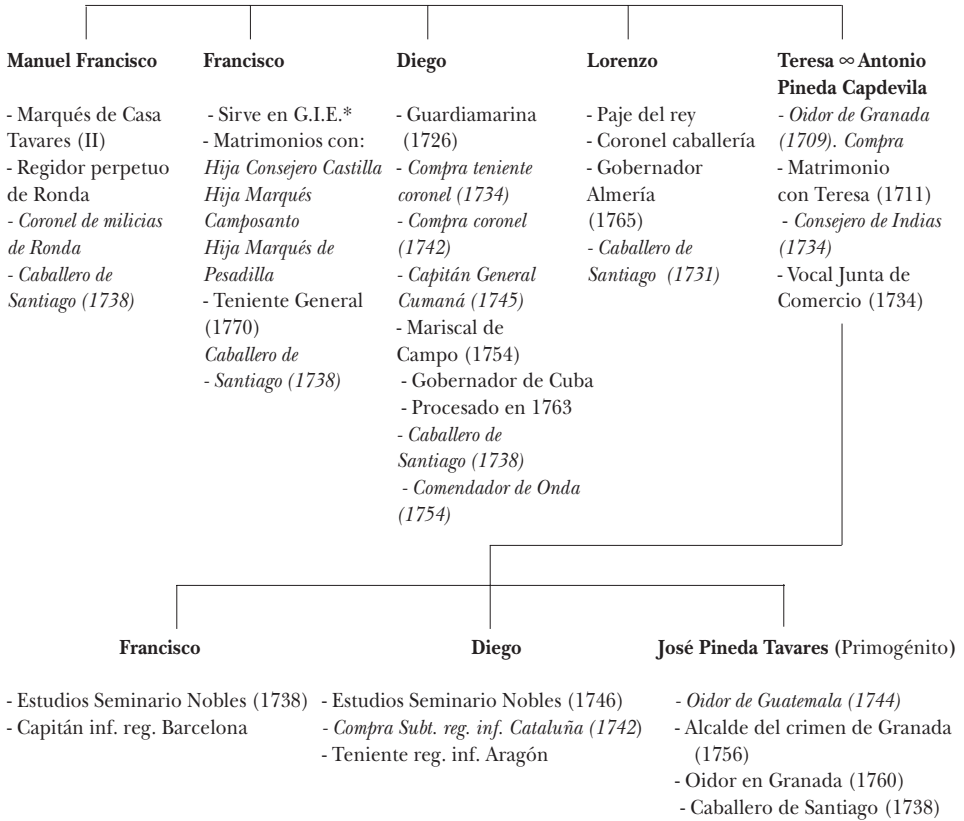 Manuel Francisco
- Marqués de Casa
Tavares (II)
- Regidor perpetuo
de Ronda
- Coronel de milicias
de Ronda
- Caballero de
Santiago (1738)
Francisco
- Sirve en G.I.E.*
- Matrimonios con:
Hija Consejero Castilla
Hija Marqués
Camposanto
Hija Marqués de
Pesadilla
- Teniente General
(1770)
Caballero de
- Santiago (1738)
Diego
- Guardiamarina
(1726)
- Compra teniente
coronel (1734)
- Compra coronel
(1742)
- Capitán General
Cumaná (1745)
- Mariscal de
Campo (1754)
- Gobernador de Cuba
- Procesado en 1763
- Caballero de
Santiago (1738)
- Comendador de Onda
(1754)
Lorenzo
- Paje del rey
- Coronel caballería
- Gobernador
Almería
(1765)
- Caballero de
Santiago (1731)
Teresa ∞ Antonio
Pineda Capdevila
- Oidor de Granada
(1709). Compra
- Matrimonio
con Teresa (1711)
- Consejero de Indias
(1734)
- Vocal Junta de
Comercio (1734)
Francisco
- Estudios Seminario Nobles (1738)
- Capitán inf. reg. Barcelona
Diego
- Estudios Seminario Nobles (1746)
- Compra Subt. reg. inf. Cataluña (1742)
- Teniente reg. inf. Aragón
José Pineda Tavares (Primogénito)
- Oidor de Guatemala (1744)
- Alcalde del crimen de Granada
(1756)
- Oidor en Granada (1760)
- Caballero de Santiago (1738)